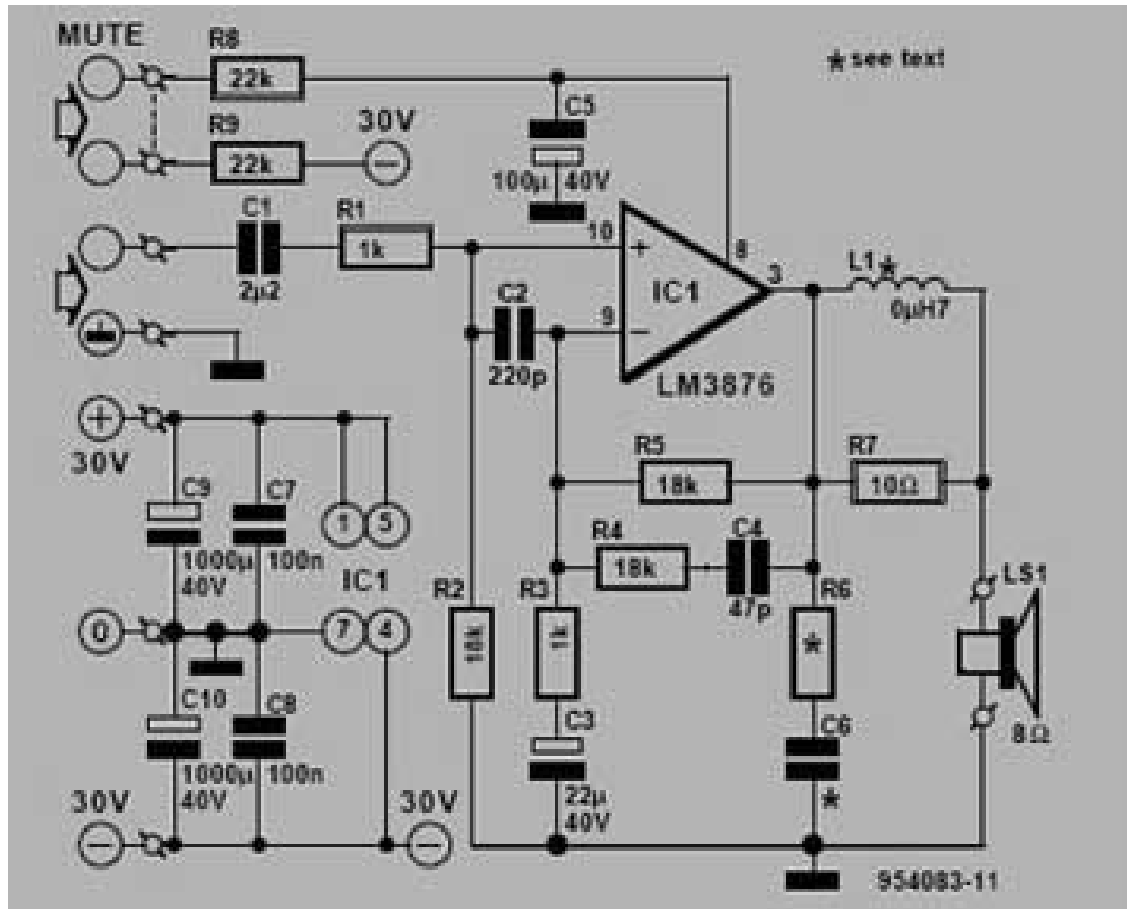 MUTE
R8
22k
* see text
R9
22k
30V
C5
100µ 40V
C1
2µ2
R1
1k
10
+
8
IC1
3
L1*
0µH7
C2
220p
9
−
LM3876
+
30V
R5
18k
R7
10Ω
C9
1000µ
40V
C7
100n
1
5
IC1
R4
18k
C4
47p
0
7
4
R2
R3
1k
R6
*
LS1
8Ω
C10
1000µ
40V
C8
100n
C3
22µ
40V
C6
*
30V
−
30V
−
954083-11